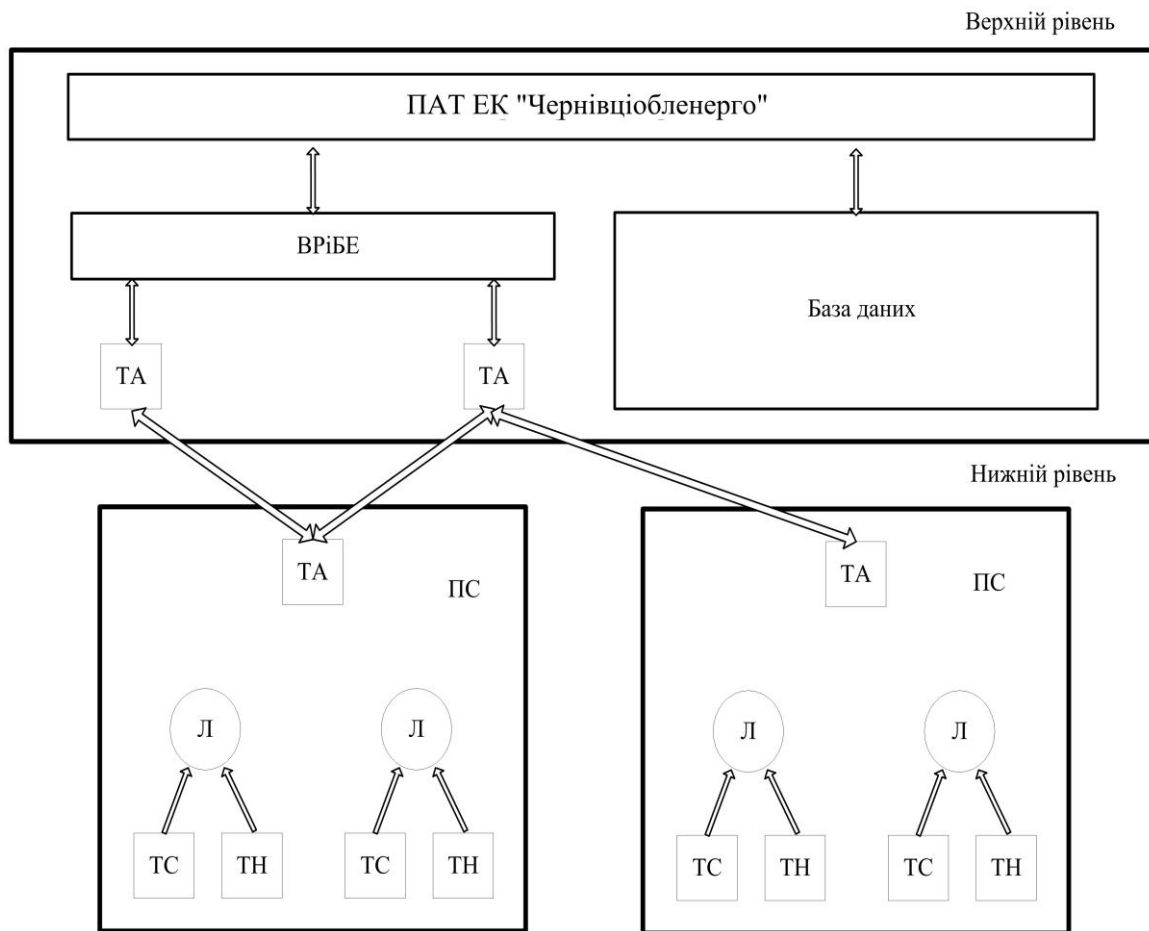 Верхній рівень
ПАТ ЕК "Чернівціобленерго"
ВРіБЕ
База даних
ТА
ТА
Нижній рівень
ТА
ПС
ТА
ПС
Л
Л
Л
Л
ТС
ТН
ТС
ТН
ТС
ТН
ТС
ТН